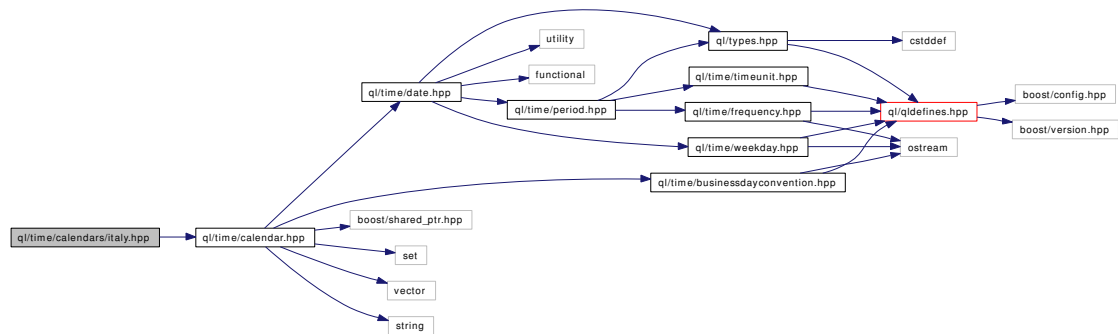 utility
ql/types.hpp
cstddef
functional
ql/time/timeunit.hpp
ql/time/date.hpp
boost/config.hpp
ql/time/period.hpp
ql/time/frequency.hpp
ql/qldefines.hpp
boost/version.hpp
ql/time/weekday.hpp
ostream
ql/time/businessdayconvention.hpp
boost/shared_ptr.hpp
ql/time/calendars/italy.hpp
ql/time/calendar.hpp
set
vector
string